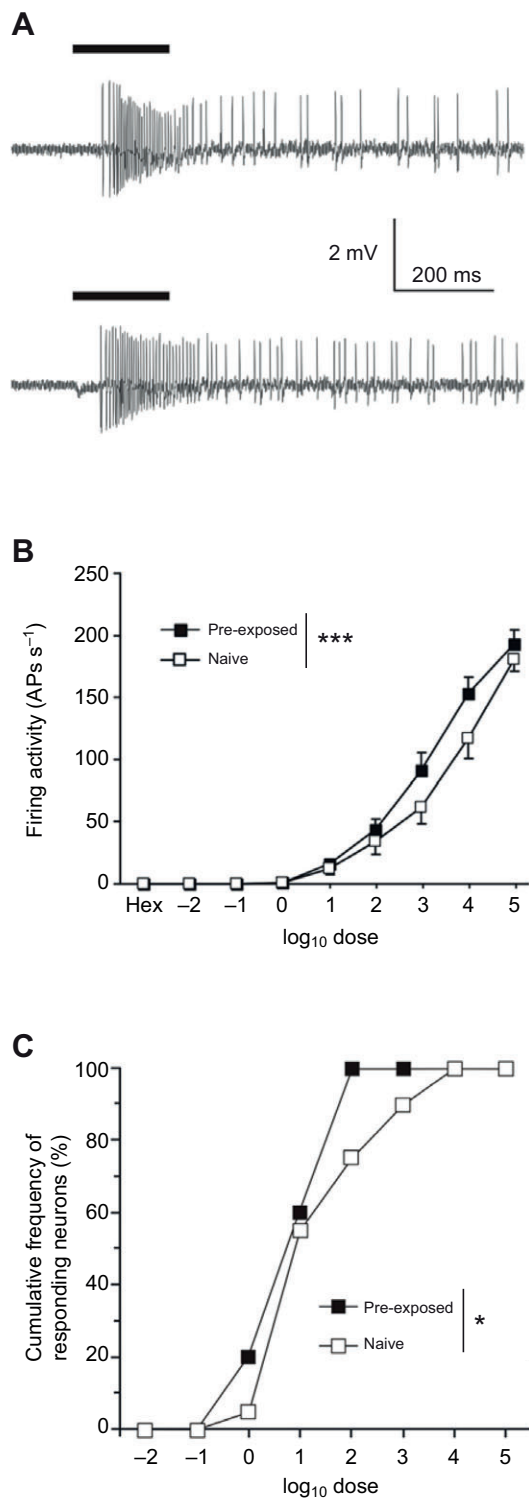 A
2 mV
200 ms
B
250
200
150
100
50
0
Firing activity (APs s⁻¹)
Pre-exposed
Naive
***
Hex –2 –1 0 1 2 3 4 5
log₁₀ dose
C
100
80
60
40
20
0
Cumulative frequency of
responding neurons (%)
Pre-exposed
Naive
*
–2 –1 0 1 2 3 4 5
log₁₀ dose